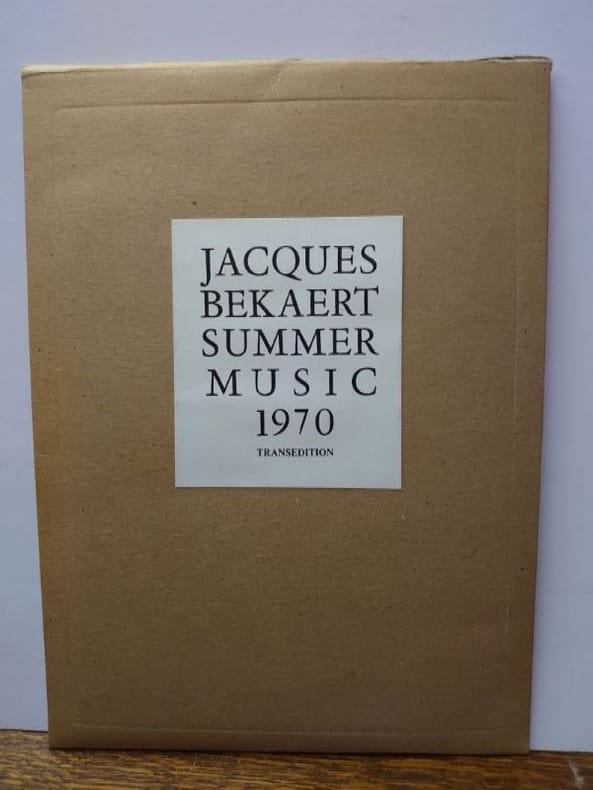 JACQUES
BEKAERT
SUMMER
MUSIC
1970
TRANSEDITION